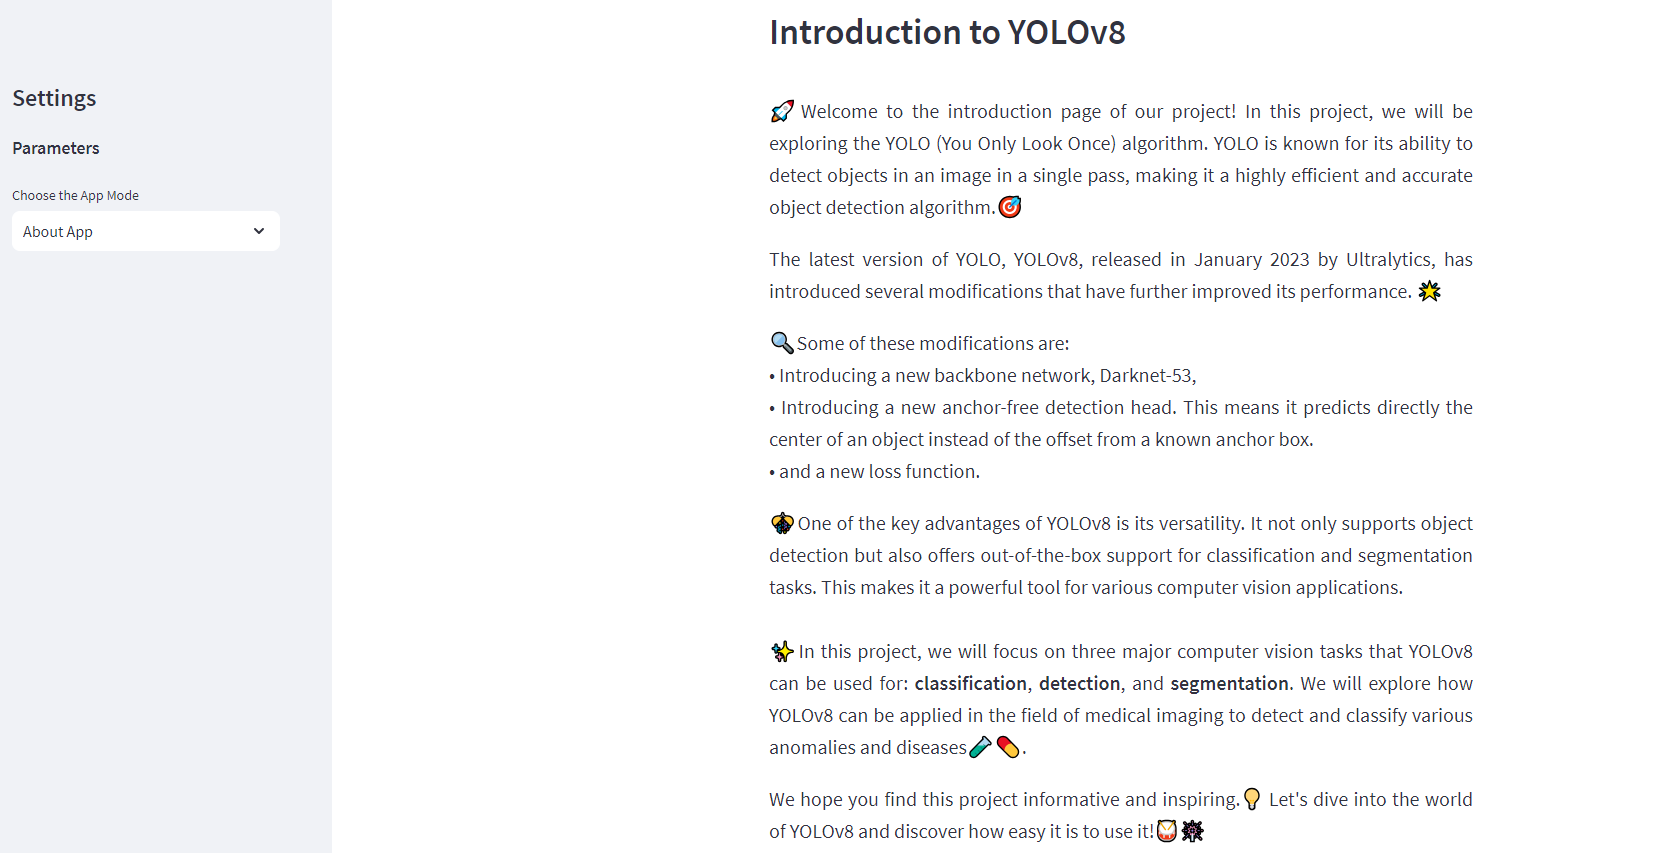 Settings
Parameters
Choose the App Mode
About App
Introduction to YOLOv8
🚀 Welcome to the introduction page of our project! In this project, we will be
exploring the YOLO (You Only Look Once) algorithm. YOLO is known for its ability to
detect objects in an image in a single pass, making it a highly efficient and accurate
object detection algorithm.🎯
The latest version of YOLO, YOLOv8, released in January 2023 by Ultralytics, has
introduced several modifications that have further improved its performance. 🌟
🔍Some of these modifications are:
• Introducing a new backbone network, Darknet-53,
• Introducing a new anchor-free detection head. This means it predicts directly the
center of an object instead of the offset from a known anchor box.
• and a new loss function.
One of the key advantages of YOLOv8 is its versatility. It not only supports object
detection but also offers out-of-the-box support for classification and segmentation
tasks. This makes it a powerful tool for various computer vision applications.
✨In this project, we will focus on three major computer vision tasks that YOLOv8
can be used for: classification, detection, and segmentation. We will explore how
YOLOv8 can be applied in the field of medical imaging to detect and classify various
anomalies and diseases🧪💊.
We hope you find this project informative and inspiring.💡 Let's dive into the world
of YOLOv8 and discover how easy it is to use it!